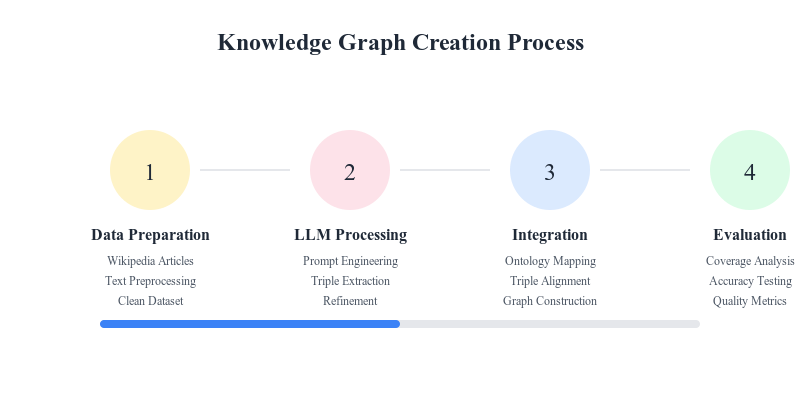 Knowledge Graph Creation Process
1
2
3
4
Data Preparation
LLM Processing
Integration
Evaluation
Wikipedia Articles
Prompt Engineering
Ontology Mapping
Coverage Analysis
Text Preprocessing
Triple Extraction
Triple Alignment
Accuracy Testing
Clean Dataset
Refinement
Graph Construction
Quality Metrics